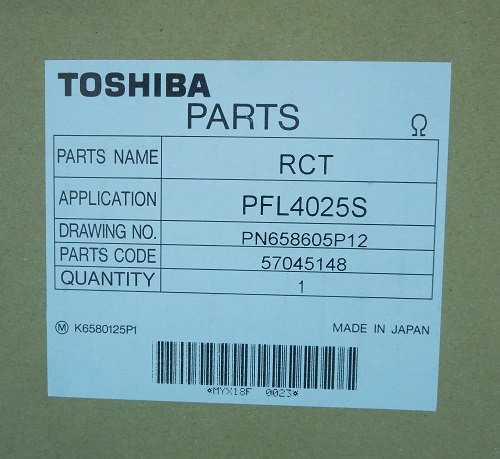 TOSHIBA
PARTS
Ω
PARTS NAME RCT
APPLICATION PFL4025S
DRAWING NO. PN658605P12
PARTS CODE 57045148
QUANTITY 1
Ⓜ K6580125P1 MADE IN JAPAN
*MYX18F 0023*